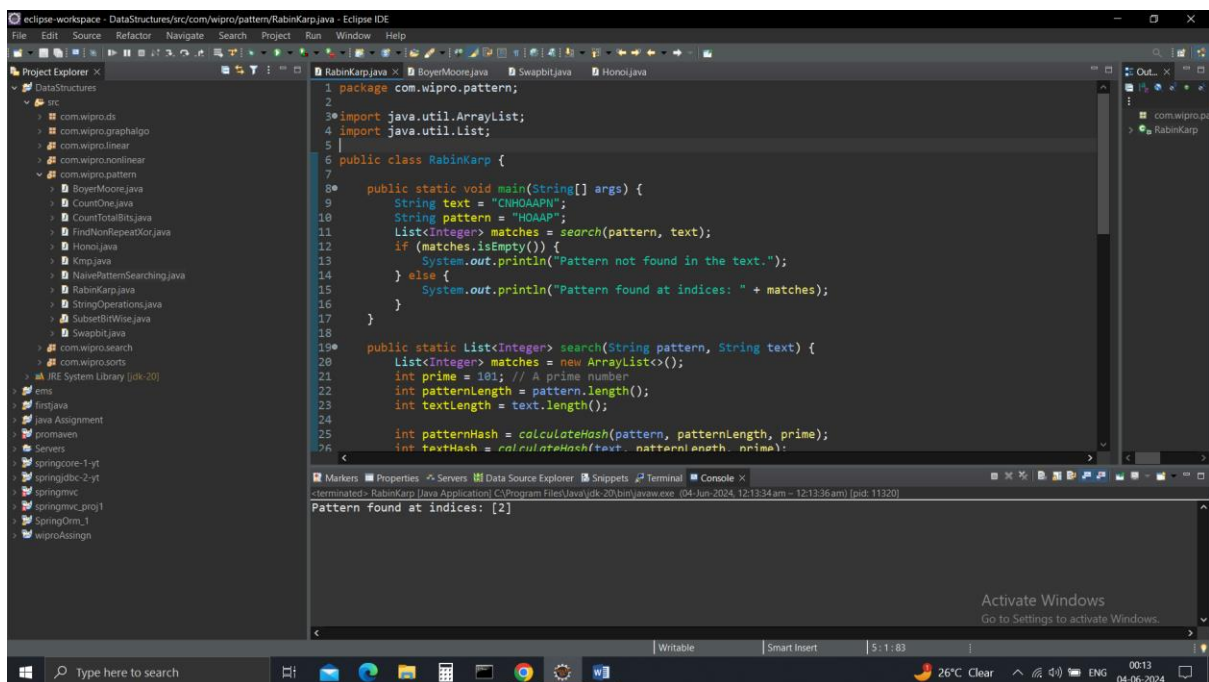 eclipse-workspace - DataStructures/src/com/wipro/pattern/RabinKarp.java - Eclipse IDE
File Edit Source Refactor Navigate Search Project Run Window Help
Project Explorer
DataStructures
src
com.wipro.ds
com.wipro.graphalgo
com.wipro.linear
com.wipro.nonlinear
com.wipro.pattern
BoyerMoore.java
CountOne.java
CountTotalBits.java
FindNonRepeatXor.java
Honoi.java
Kmp.java
NaivePatternSearching.java
RabinKarp.java
StringOperations.java
SubsetBitWise.java
Swapbit.java
com.wipro.search
com.wipro.sorts
JRE System Library [jdk-20]
ems
firstjava
java Assignment
promaven
Servers
springcore-1-yt
springjdbc-2-yt
springmvc
springmvc_proj1
SpringOrm_1
wiproAssingn
RabinKarp.java BoyerMoore.java Swapbit.java Honoi.java
1 package com.wipro.pattern;
2
3 import java.util.ArrayList;
4 import java.util.List;
5
6 public class RabinKarp {
7
8 public static void main(String[] args) {
9 String text = "CNHOAAPN";
10 String pattern = "HOAAP";
11 List<Integer> matches = search(pattern, text);
12 if (matches.isEmpty()) {
13 System.out.println("Pattern not found in the text.");
14 } else {
15 System.out.println("Pattern found at indices: " + matches);
16 }
17 }
18
19 public static List<Integer> search(String pattern, String text) {
20 List<Integer> matches = new ArrayList<>();
21 int prime = 101; // A prime number
22 int patternLength = pattern.length();
23 int textLength = text.length();
24
25 int patternHash = calculateHash(pattern, patternLength, prime);
26 int textHash = calculateHash(text, patternLength, prime);
Out...
com.wipro.pa
RabinKarp
Markers Properties Servers Data Source Explorer Snippets Terminal Console
<terminated> RabinKarp [Java Application] C:\Program Files\Java\jdk-20\bin\javaw.exe (04-Jun-2024, 12:13:34 am – 12:13:36 am) [pid: 11320]
Pattern found at indices: [2]
Activate Windows
Go to Settings to activate Windows.
Writable Smart Insert 5 : 1 : 83
Type here to search
26°C Clear
ENG
00:13
04-06-2024